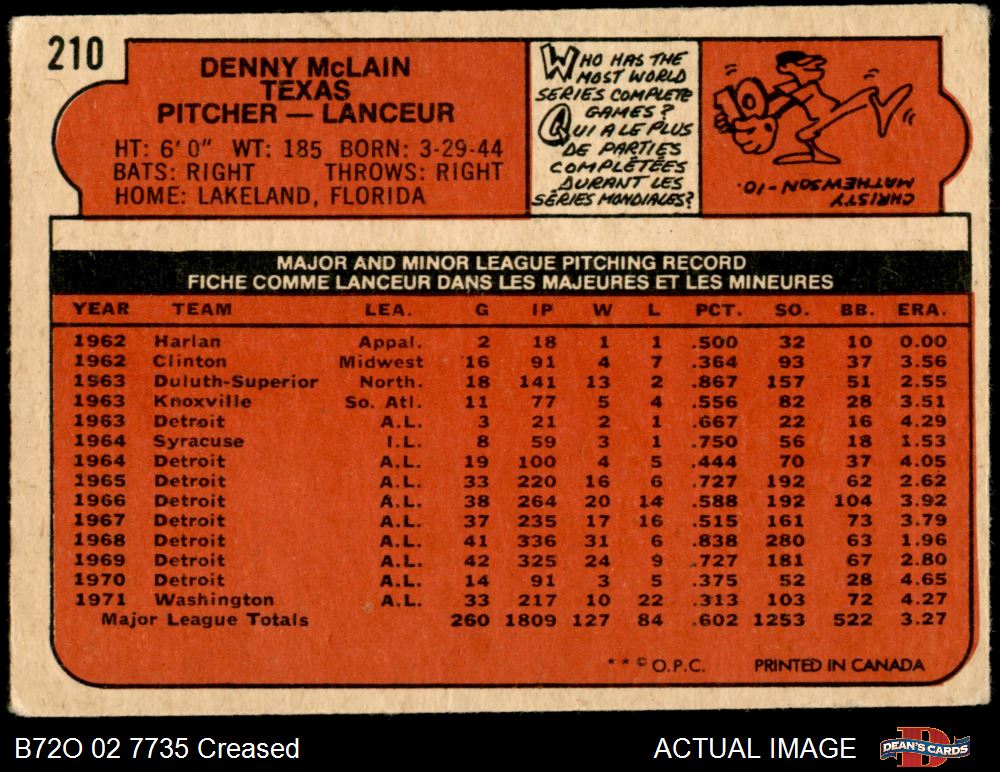 210
DENNY McLAIN
TEXAS
PITCHER — LANCEUR
HT: 6'0" WT: 185 BORN: 3-29-44
BATS: RIGHT THROWS: RIGHT
HOME: LAKELAND, FLORIDA
WHO HAS THE
MOST WORLD
SERIES COMPLETE
GAMES?
QUI A LE PLUS
DE PARTIES
COMPLÉTÉES
DURANT LES
SÉRIES MONDIALES?
10
CHRISTY
MATHEWSON-10.
MAJOR AND MINOR LEAGUE PITCHING RECORD
FICHE COMME LANCEUR DANS LES MAJEURES ET LES MINEURES
YEAR TEAM LEA. G IP W L PCT. SO. BB. ERA.
1962 Harlan Appal. 2 18 1 1 .500 32 10 0.00
1962 Clinton Midwest 16 91 4 7 .364 93 37 3.56
1963 Duluth-Superior North. 18 141 13 2 .867 157 51 2.55
1963 Knoxville So. Atl. 11 77 5 4 .556 82 28 3.51
1963 Detroit A.L. 3 21 2 1 .667 22 16 4.29
1964 Syracuse I.L. 8 59 3 1 .750 56 18 1.53
1964 Detroit A.L. 19 100 4 5 .444 70 37 4.05
1965 Detroit A.L. 33 220 16 6 .727 192 62 2.62
1966 Detroit A.L. 38 264 20 14 .588 192 104 3.92
1967 Detroit A.L. 37 235 17 16 .515 161 73 3.79
1968 Detroit A.L. 41 336 31 6 .838 280 63 1.96
1969 Detroit A.L. 42 325 24 9 .727 181 67 2.80
1970 Detroit A.L. 14 91 3 5 .375 52 28 4.65
1971 Washington A.L. 33 217 10 22 .313 103 72 4.27
Major League Totals 260 1809 127 84 .602 1253 522 3.27
* * © O.P.C. PRINTED IN CANADA
B72O 02 7735 Creased ACTUAL IMAGE DEAN'S CARDS